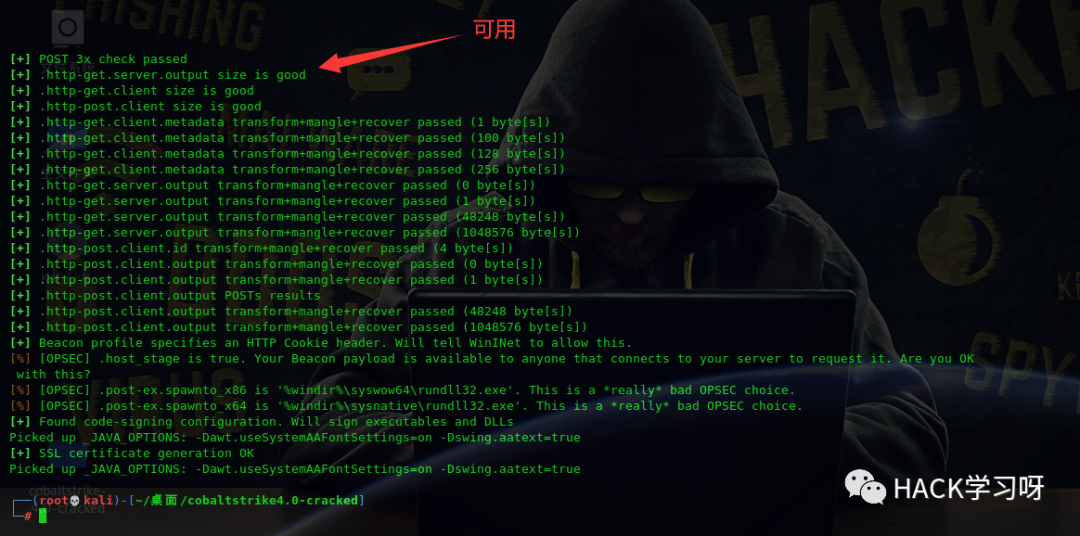 可用
[+] POST 3x check passed
[+] .http-get.server.output size is good
[+] .http-get.client size is good
[+] .http-post.client size is good
[+] .http-get.client.metadata transform+mangle+recover passed (1 byte[s])
[+] .http-get.client.metadata transform+mangle+recover passed (100 byte[s])
[+] .http-get.client.metadata transform+mangle+recover passed (128 byte[s])
[+] .http-get.client.metadata transform+mangle+recover passed (256 byte[s])
[+] .http-get.server.output transform+mangle+recover passed (0 byte[s])
[+] .http-get.server.output transform+mangle+recover passed (1 byte[s])
[+] .http-get.server.output transform+mangle+recover passed (48248 byte[s])
[+] .http-get.server.output transform+mangle+recover passed (1048576 byte[s])
[+] .http-post.client.id transform+mangle+recover passed (4 byte[s])
[+] .http-post.client.output transform+mangle+recover passed (0 byte[s])
[+] .http-post.client.output transform+mangle+recover passed (1 byte[s])
[+] .http-post.client.output POSTs results
[+] .http-post.client.output transform+mangle+recover passed (48248 byte[s])
[+] .http-post.client.output transform+mangle+recover passed (1048576 byte[s])
[+] Beacon profile specifies an HTTP Cookie header. Will tell WinINet to allow this.
[%] [OPSEC] .host_stage is true. Your Beacon payload is available to anyone that connects to your server to request it. Are you OK
with this?
[%] [OPSEC] .post-ex.spawnto_x86 is '%windir%\syswow64\rundll32.exe'. This is a *really* bad OPSEC choice.
[%] [OPSEC] .post-ex.spawnto_x64 is '%windir%\sysnative\rundll32.exe'. This is a *really* bad OPSEC choice.
[+] Found code-signing configuration. Will sign executables and DLLs
Picked up _JAVA_OPTIONS: -Dawt.useSystemAAFontSettings=on -Dswing.aatext=true
[+] SSL certificate generation OK
Picked up _JAVA_OPTIONS: -Dawt.useSystemAAFontSettings=on -Dswing.aatext=true
┌──(root💀kali)-[~/桌面/cobaltstrike4.0-cracked]
└─#
cobaltstrike
4.0-cracked
HACK学习呀
PHISHING
HACK
SPY